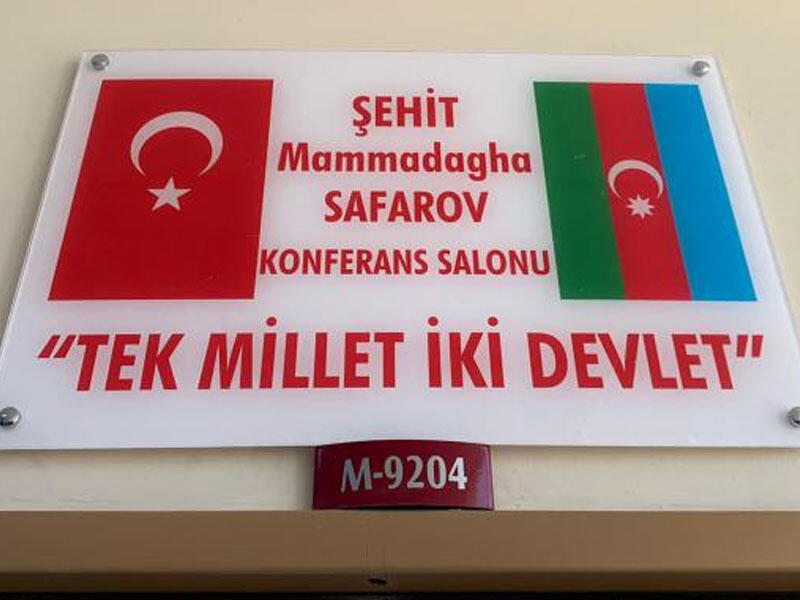 ŞEHİT
Mammadagha
SAFAROV
KONFERANS SALONU
“TEK MİLLET İKİ DEVLET”
M-9204